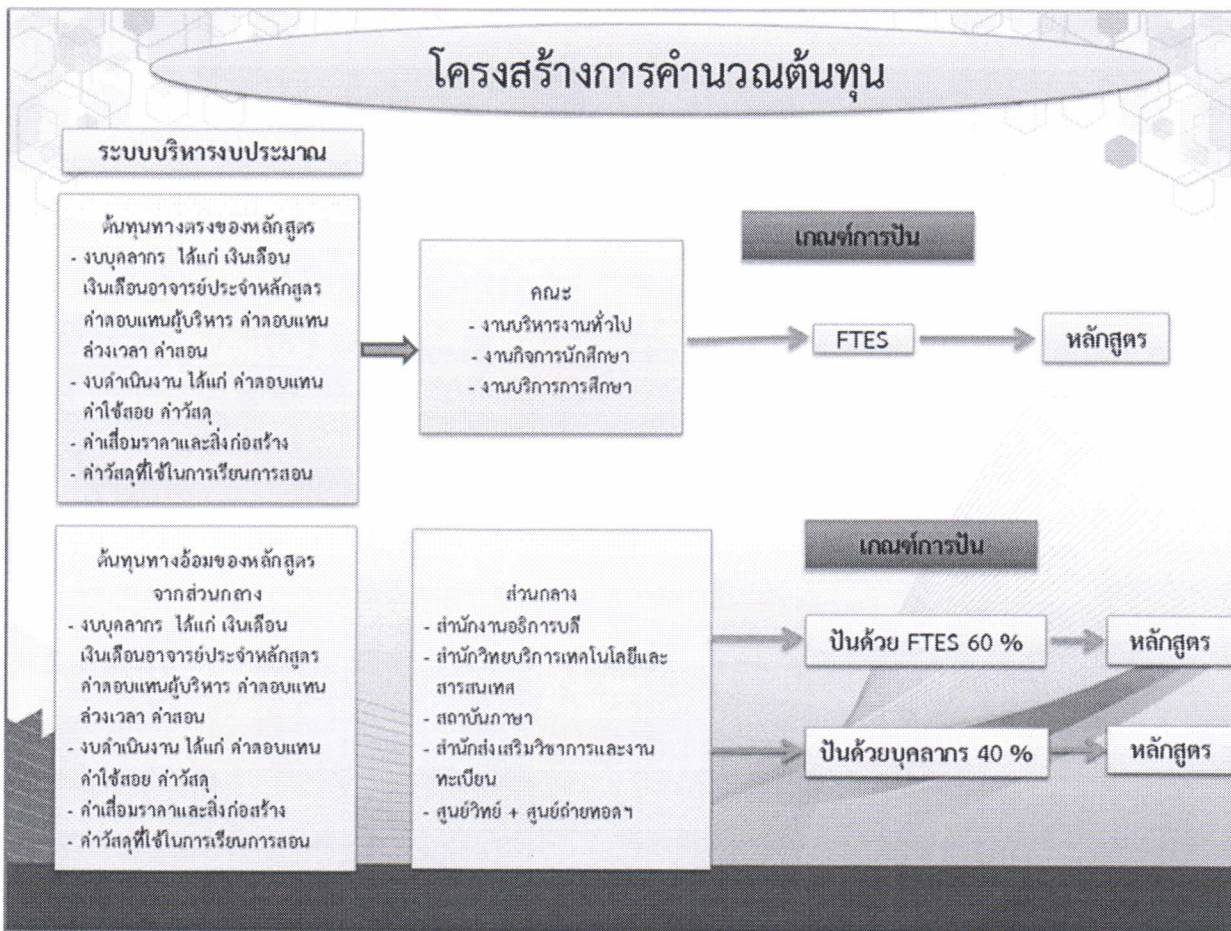 โครงสร้างการคำนวณต้นทุน
ระบบบริหารงบประมาณ
ต้นทุนทางตรงของหลักสูตร
- งบบุคลากร ได้แก่ เงินเดือน
เงินเดือนอาจารย์ประจำหลักสูตร
ค่าตอบแทนผู้บริหาร ค่าตอบแทน
ล่วงเวลา ค่าสอน
- งบดำเนินงาน ได้แก่ ค่าตอบแทน
ค่าใช้สอย ค่าวัสดุ
- ค่าเสื่อมราคาและสิ่งก่อสร้าง
- ค่าวัสดุที่ใช้ในการเรียนการสอน
คณะ
- งานบริหารงานทั่วไป
- งานกิจการนักศึกษา
- งานบริการการศึกษา
เกณฑ์การปัน
FTES
หลักสูตร
ต้นทุนทางอ้อมของหลักสูตร
จากส่วนกลาง
- งบบุคลากร ได้แก่ เงินเดือน
เงินเดือนอาจารย์ประจำหลักสูตร
ค่าตอบแทนผู้บริหาร ค่าตอบแทน
ล่วงเวลา ค่าสอน
- งบดำเนินงาน ได้แก่ ค่าตอบแทน
ค่าใช้สอย ค่าวัสดุ
- ค่าเสื่อมราคาและสิ่งก่อสร้าง
- ค่าวัสดุที่ใช้ในการเรียนการสอน
ส่วนกลาง
- สำนักงานอธิการบดี
- สำนักวิทยบริการเทคโนโลยีและ
สารสนเทศ
- สถาบันภาษา
- สำนักส่งเสริมวิชาการและงาน
ทะเบียน
- ศูนย์วิทย์ + ศูนย์ถ่ายทอดฯ
เกณฑ์การปัน
ปันด้วย FTES 60 %
หลักสูตร
ปันด้วยบุคลากร 40 %
หลักสูตร